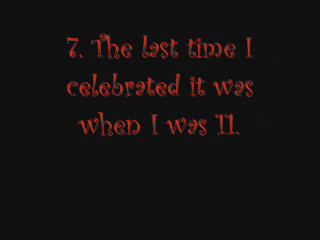 7. The last time I
celebrated it was
when I was 11.